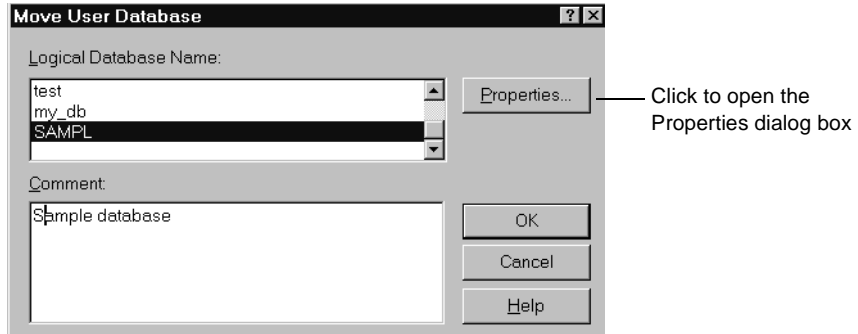 Move User Database
Logical Database Name:
test
my_db
SAMPL
Properties...
Click to open the
Properties dialog box
Comment:
Sample database
OK
Cancel
Help